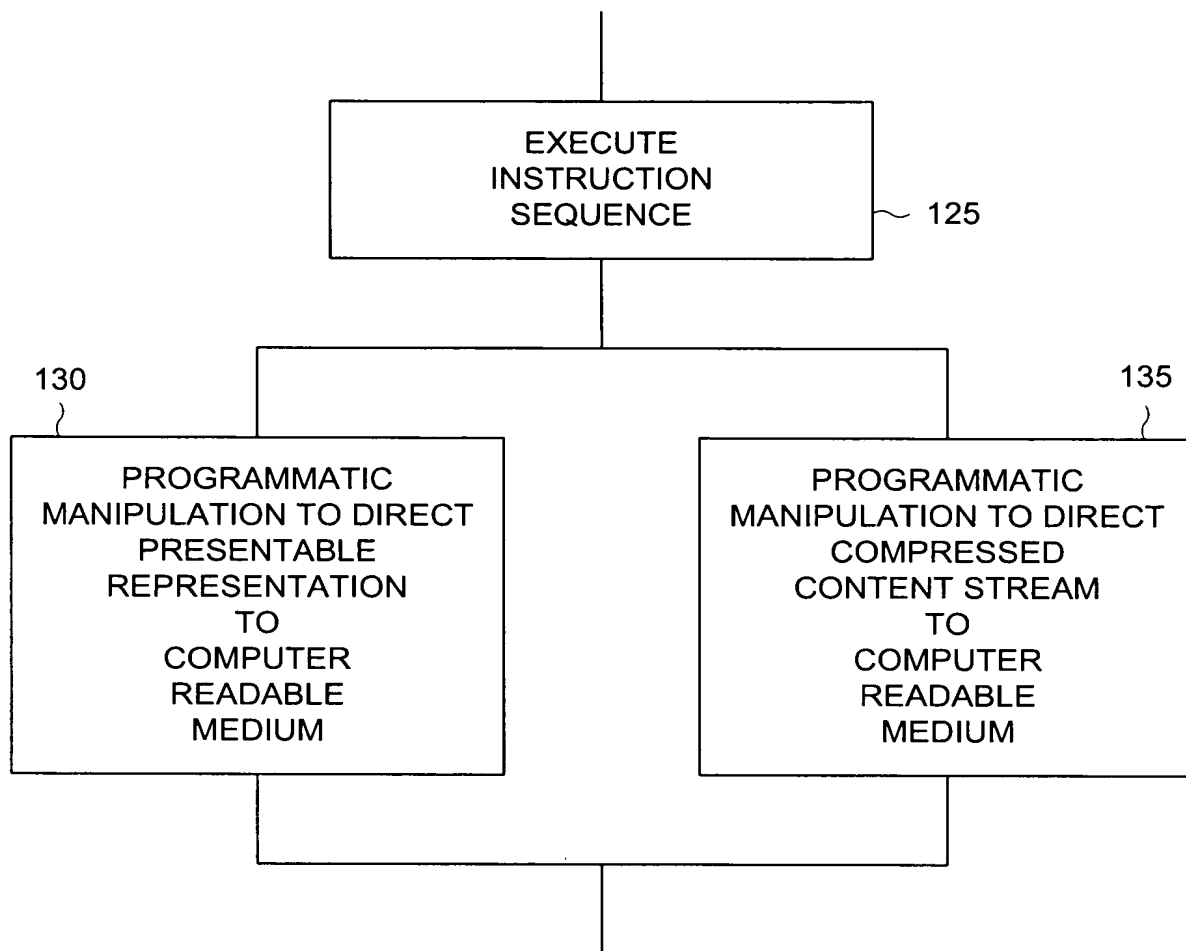 EXECUTE
INSTRUCTION
SEQUENCE
125
130
PROGRAMMATIC
MANIPULATION TO DIRECT
PRESENTABLE
REPRESENTATION
TO
COMPUTER
READABLE
MEDIUM
135
PROGRAMMATIC
MANIPULATION TO DIRECT
COMPRESSED
CONTENT STREAM
TO
COMPUTER
READABLE
MEDIUM